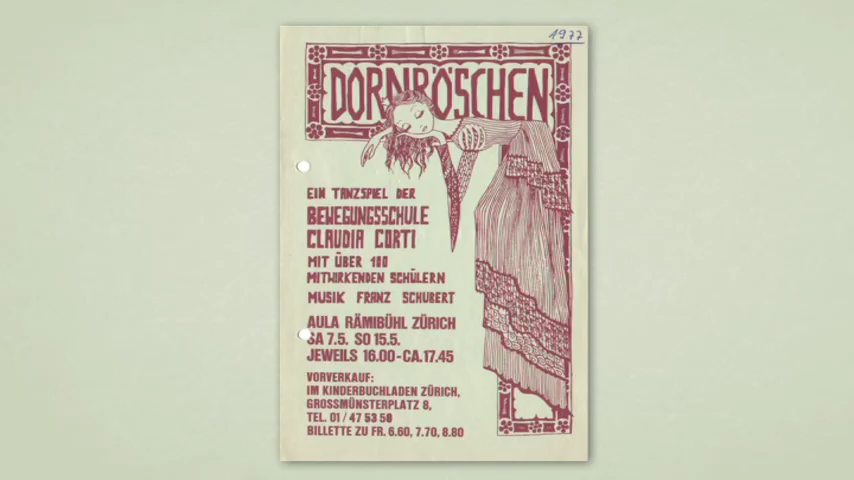 1977
DORNRÖSCHEN
EIN TANZSPIEL DER
BEWEGUNGSSCHULE
CLAUDIA CORTI
MIT ÜBER 100
MITWIRKENDEN SCHÜLERN
MUSIK FRANZ SCHUBERT
AULA RÄMIBÜHL ZÜRICH
SA 7.5. SO 15.5.
JEWEILS 16.00-CA.17.45
VORVERKAUF:
IM KINDERBUCHLADEN ZÜRICH,
GROSSMÜNSTERPLATZ 8,
TEL. 01/47 53 50
BILLETTE ZU FR. 6.60, 7.70, 8.80